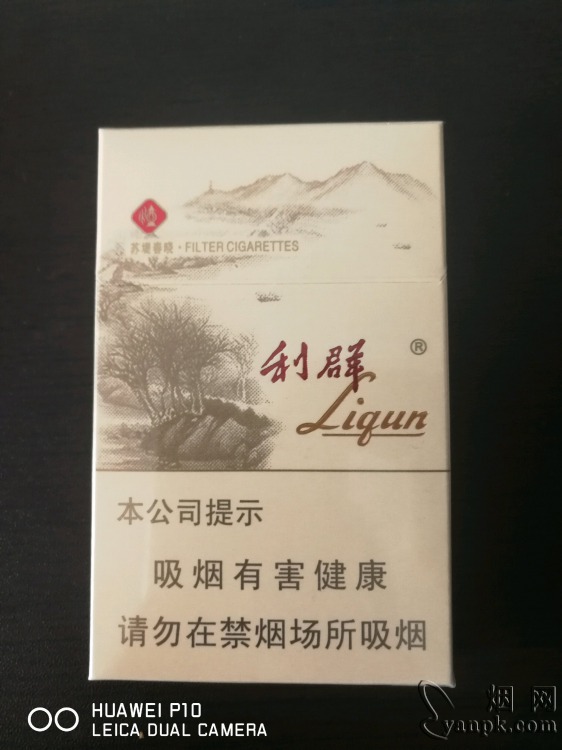 苏堤春晓·FILTER CIGARETTES
利群 ®
Liqun
本公司提示
吸烟有害健康
请勿在禁烟场所吸烟
HUAWEI P10
LEICA DUAL CAMERA
烟网
yanpk.com